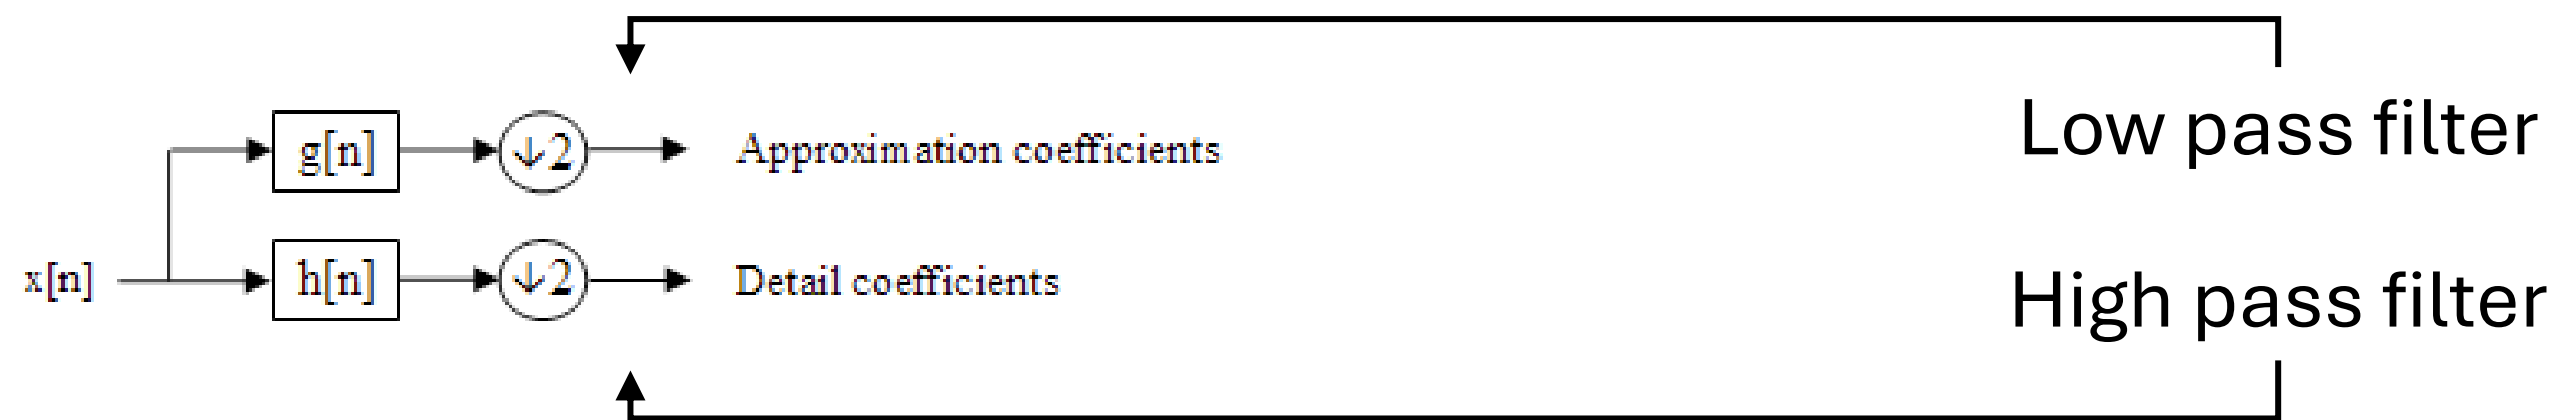 g[n] ↓2 Approximation coefficients
Low pass filter
x[n] h[n] ↓2 Detail coefficients
High pass filter